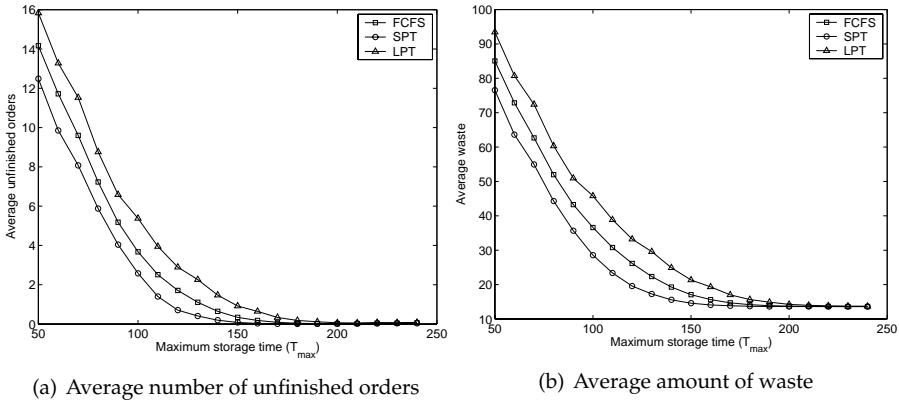 16
14
12
10
8
6
4
2
0
Average unfinished orders
FCFS
SPT
LPT
50 100 150 200 250
Maximum storage time (T_max)
(a) Average number of unfinished orders
100
90
80
70
60
50
40
30
20
10
Average waste
FCFS
SPT
LPT
50 100 150 200 250
Maximum storage time (T_max)
(b) Average amount of waste